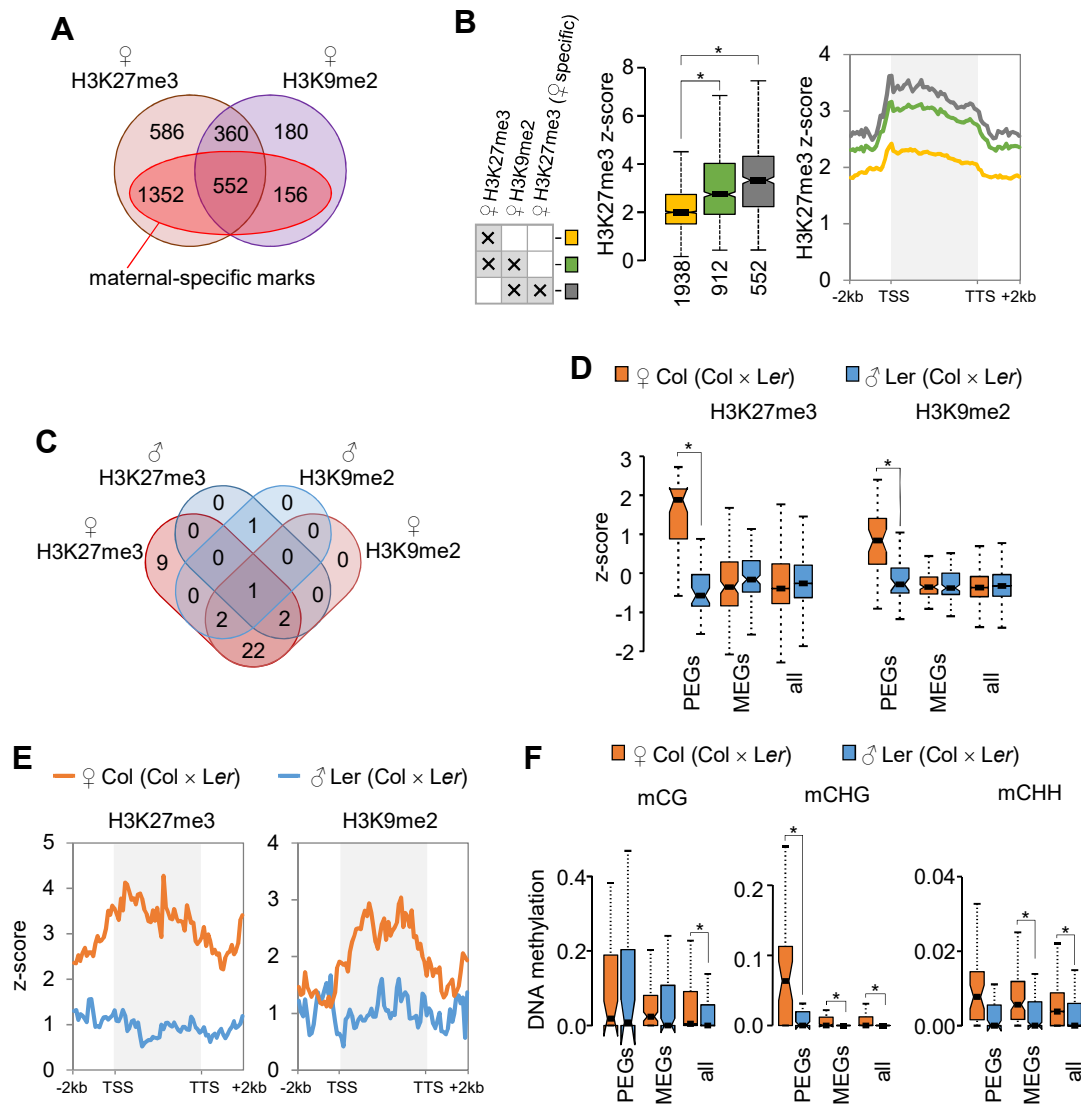 A
♀
H3K27me3
♀
H3K9me2
586
360
180
1352
552
156
maternal-specific marks
B
♀ H3K27me3
♀ H3K9me2
♀ H3K27me3 (♀ specific)
H3K27me3 z-score
8
6
4
2
0
*
*
1938
912
552
H3K27me3 z-score
4
3
2
1
0
-2kb
TSS
TTS
+2kb
C
♂
H3K27me3
♂
H3K9me2
♀
H3K27me3
♀
H3K9me2
0
0
0
1
0
9
0
0
0
1
0
2
2
22
D
♀ Col (Col × Ler)
♂ Ler (Col × Ler)
H3K27me3
H3K9me2
z-score
3
2
1
0
-1
-2
*
*
PEGs
MEGs
all
PEGs
MEGs
all
E
♀ Col (Col × Ler)
♂ Ler (Col × Ler)
H3K27me3
H3K9me2
z-score
5
4
3
2
1
0
4
3
2
1
0
-2kb
TSS
TTS
+2kb
-2kb
TSS
TTS
+2kb
F
♀ Col (Col × Ler)
♂ Ler (Col × Ler)
mCG
mCHG
mCHH
DNA methylation
0.4
0.2
0.0
*
PEGs
MEGs
all
0.2
0.1
0.0
*
*
*
PEGs
MEGs
all
0.04
0.02
0.00
*
*
PEGs
MEGs
all